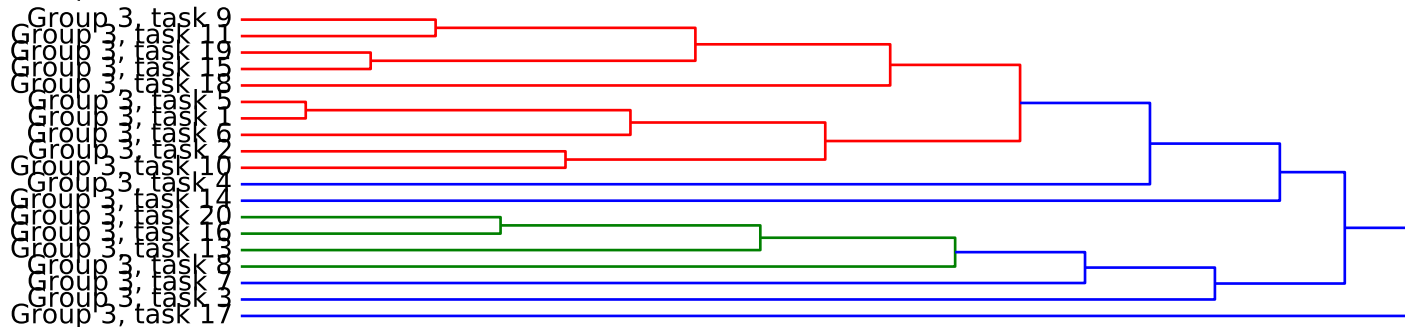 Group 3, task 9
Group 3, task 11
Group 3, task 19
Group 3, task 15
Group 3, task 18
Group 3, task 5
Group 3, task 1
Group 3, task 6
Group 3, task 2
Group 3, task 10
Group 3, task 4
Group 3, task 14
Group 3, task 20
Group 3, task 16
Group 3, task 13
Group 3, task 8
Group 3, task 7
Group 3, task 3
Group 3, task 17